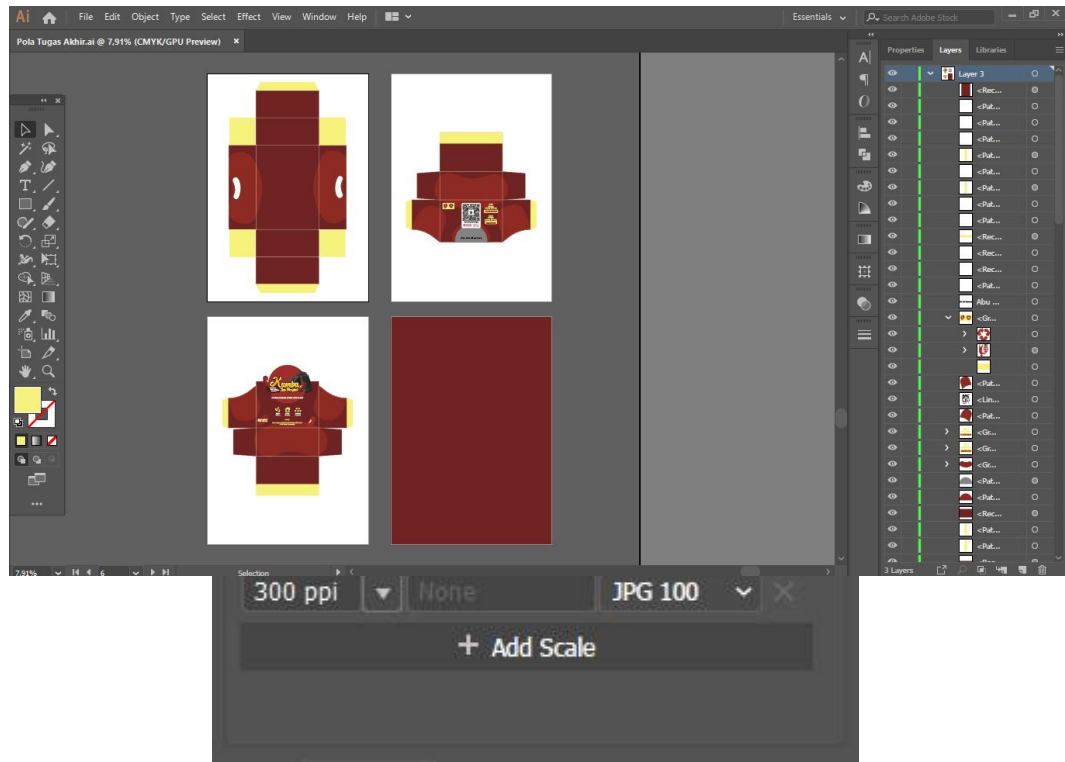 Ai File Edit Object Type Select Effect View Window Help Essentials Search Adobe Stock
Pola Tugas Akhir.ai @ 7,91% (CMYK/GPU Preview) ×
Properties Layers Libraries
Layer 3
<Rec...
<Pat...
<Pat...
<Pat...
<Pat...
<Pat...
<Pat...
<Pat...
<Pat...
<Rec...
<Rec...
<Rec...
<Pat...
Abu ...
<Gr...
<Pat...
<Lin...
<Pat...
<Gr...
<Gr...
<Gr...
<Pat...
<Pat...
<Rec...
<Pat...
<Pat...
7,91% 6 Selection
3 Layers
300 ppi None JPG 100
+ Add Scale